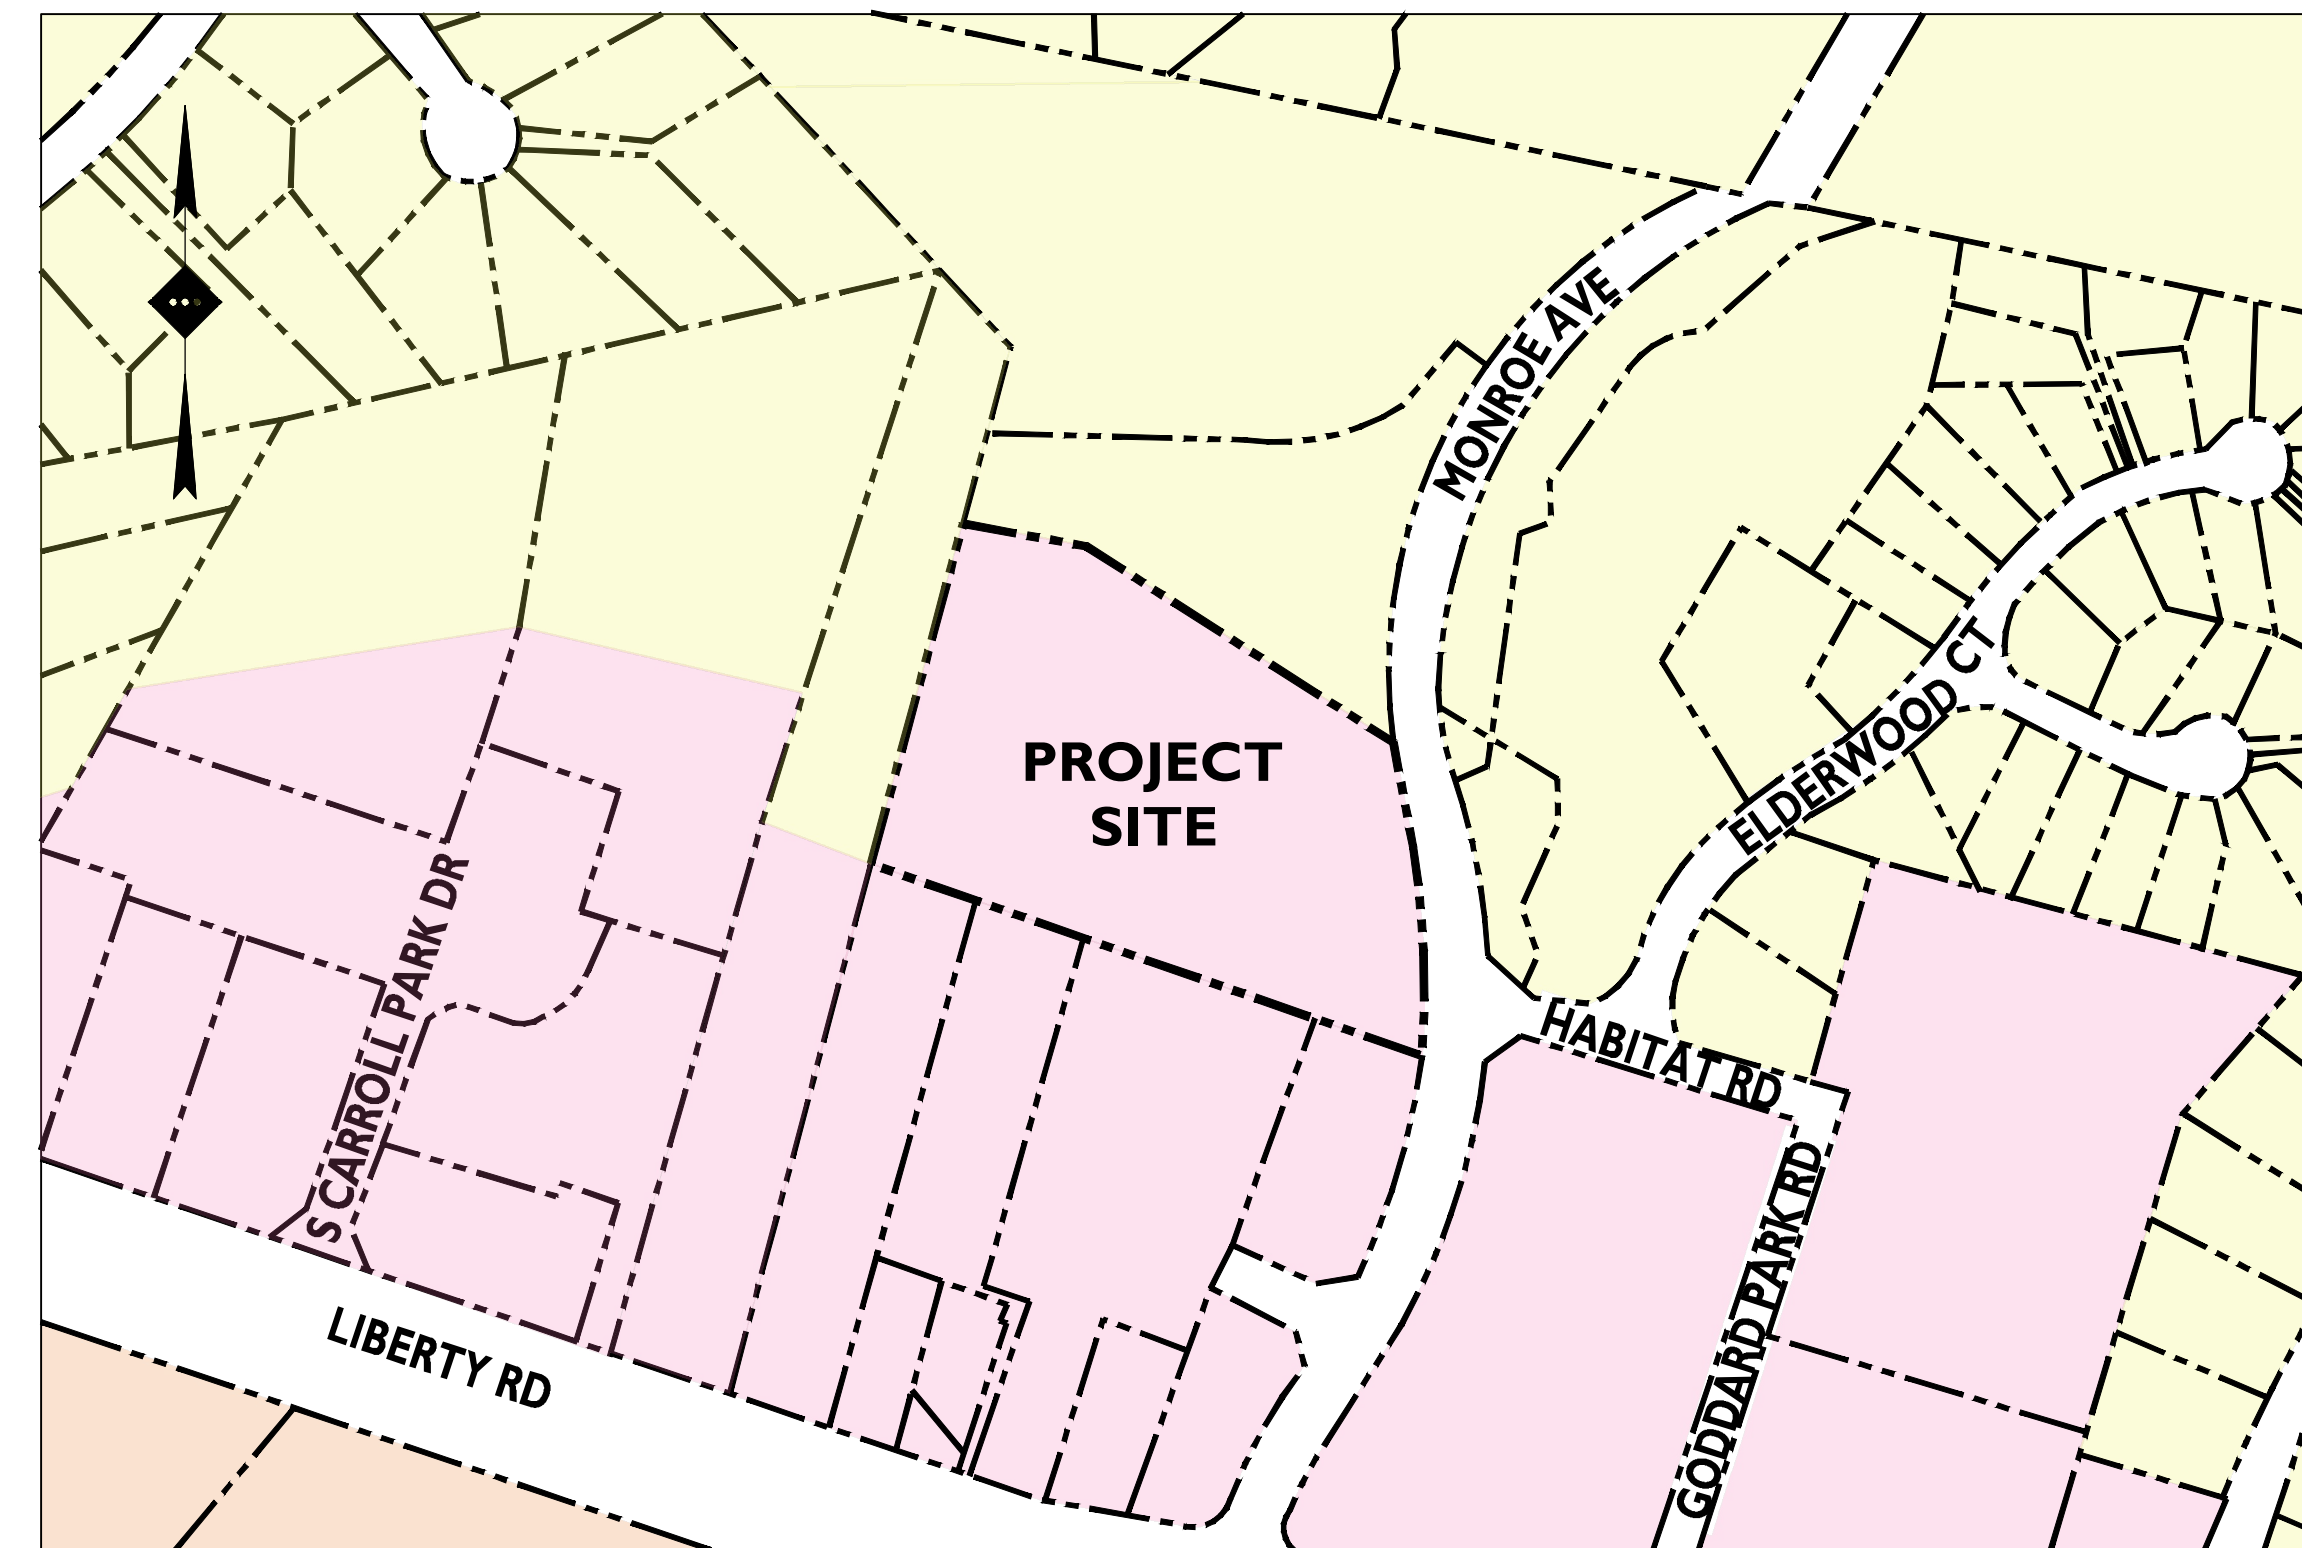 MONROE AVE
ELDERWOOD CT
PROJECT
SITE
S CARROLL PARK DR
HABITAT RD
GODDARD PARK RD
LIBERTY RD